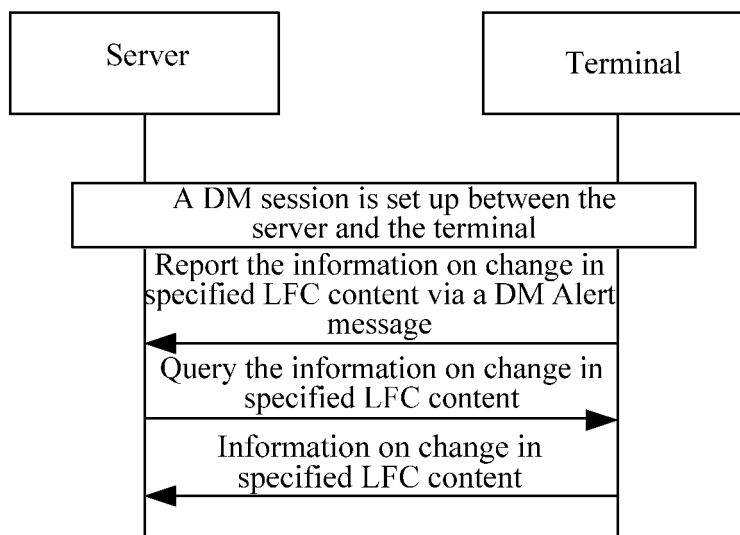 Server
Terminal
A DM session is set up between the
server and the terminal
Report the information on change in
specified LFC content via a DM Alert
message
Query the information on change in
specified LFC content
Information on change in
specified LFC content